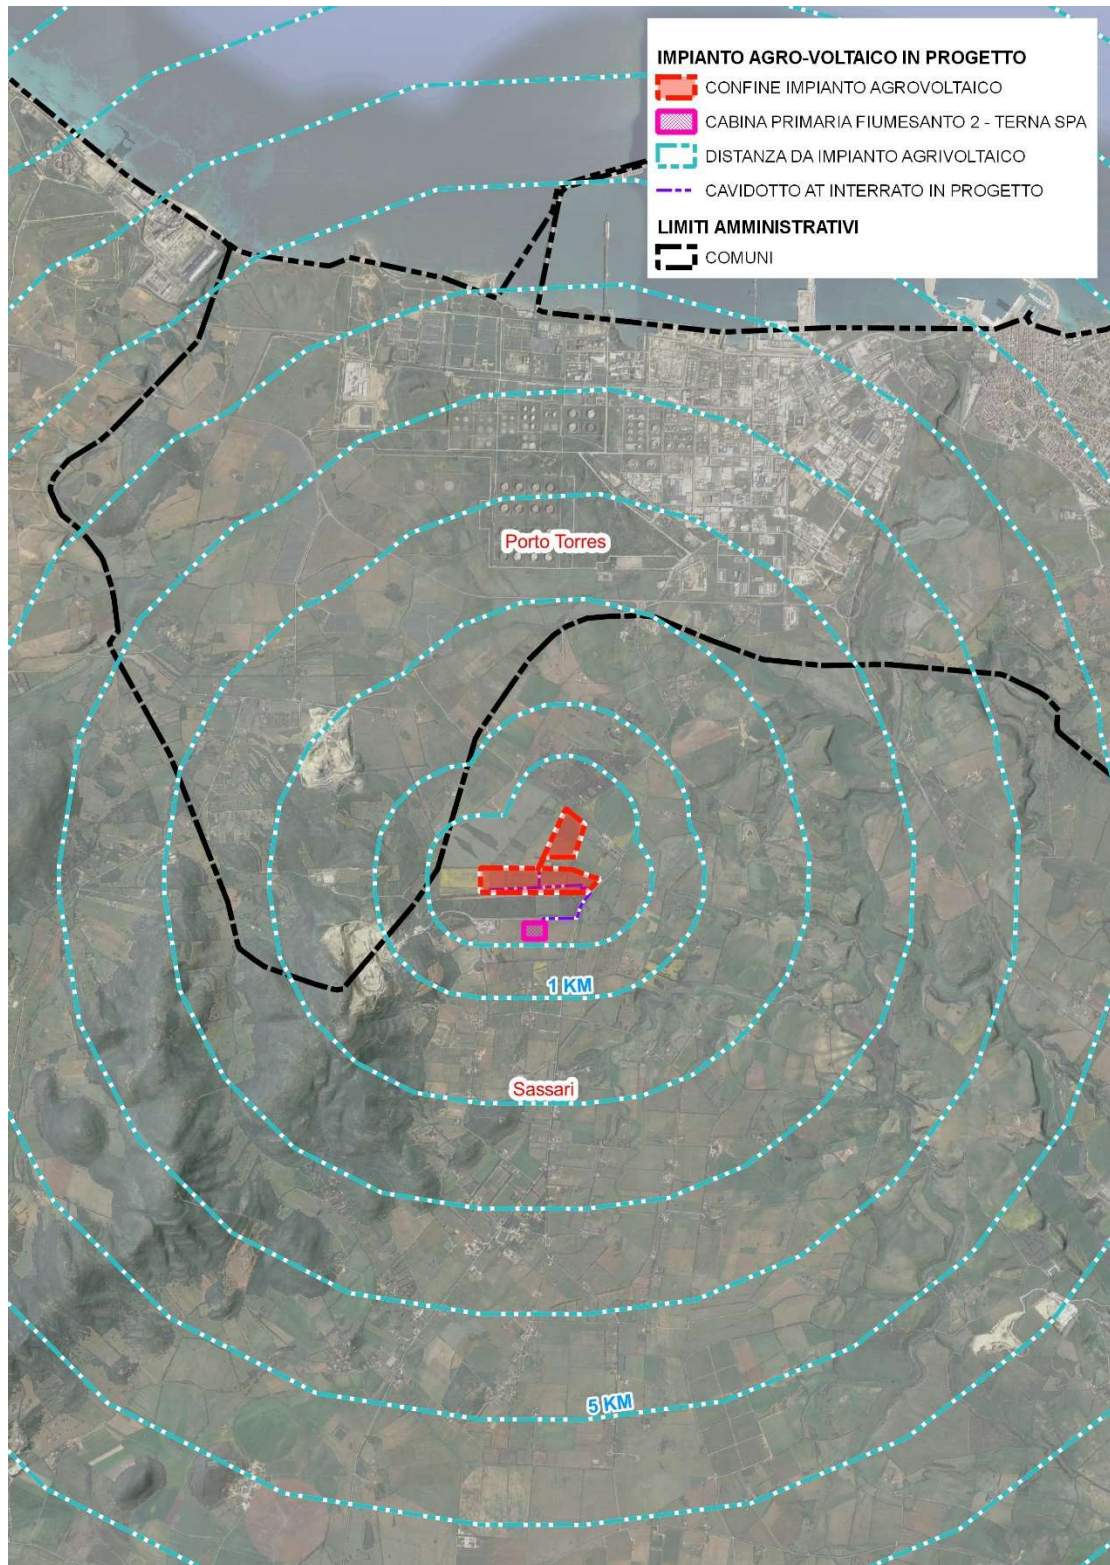 IMPIANTO AGRO-VOLTAICO IN PROGETTO
CONFINE IMPIANTO AGROVOLTAICO
CABINA PRIMARIA FIUMESANTO 2 - TERNA SPA
DISTANZA DA IMPIANTO AGRIVOLTAICO
CAVIDOTTO AT INTERRATO IN PROGETTO
LIMITI AMMINISTRATIVI
COMUNI
Porto Torres
1 KM
Sassari
5 KM